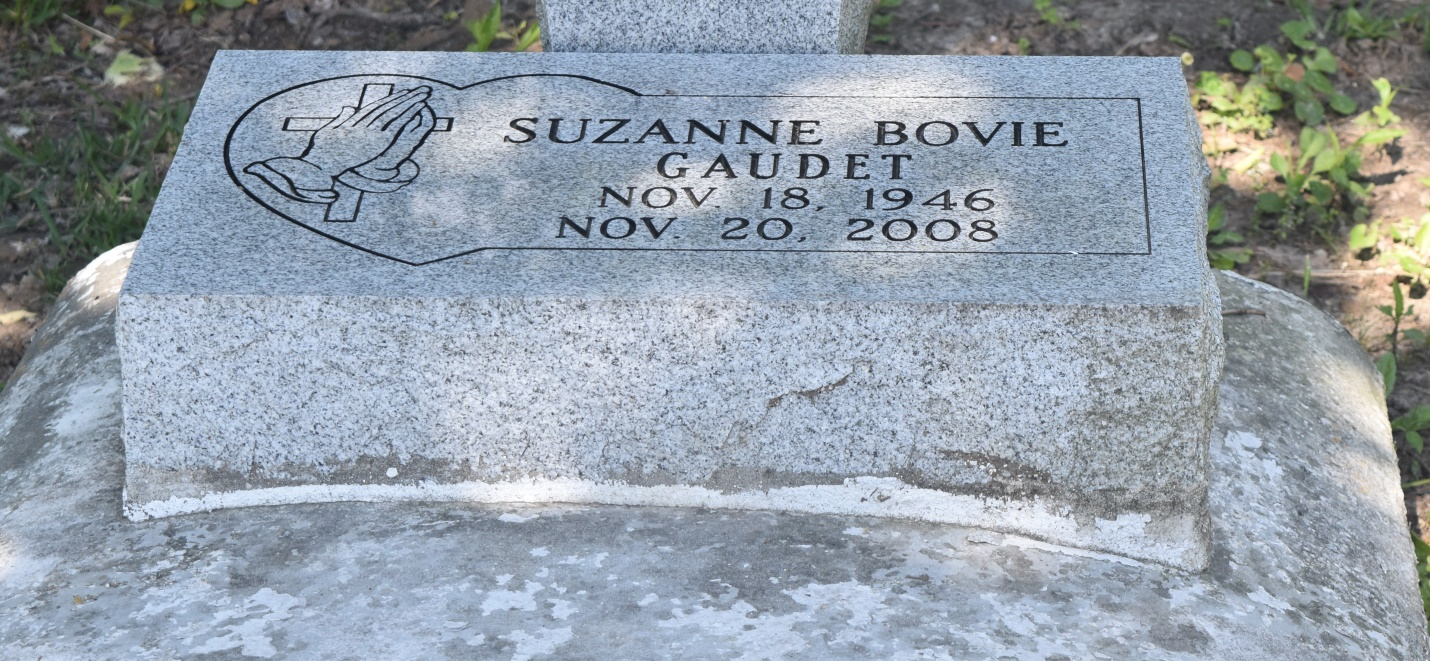 SUZANNE BOVIE
GAUDET
NOV. 18, 1946
NOV. 20, 2008